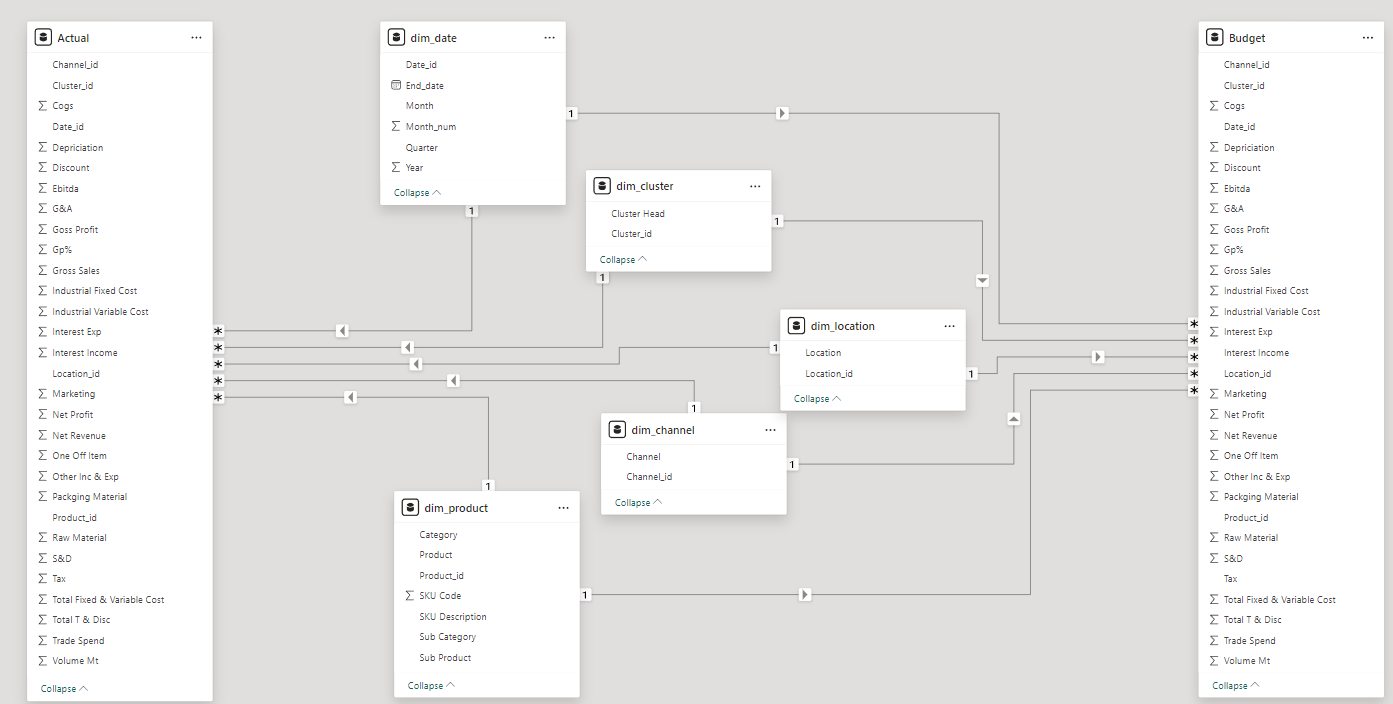 Actual
Channel_id
Cluster_id
Cogs
Date_id
Depriciation
Discount
Ebitda
G&A
Goss Profit
Gp%
Gross Sales
Industrial Fixed Cost
Industrial Variable Cost
Interest Exp
Interest Income
Location_id
Marketing
Net Profit
Net Revenue
One Off Item
Other Inc & Exp
Packging Material
Product_id
Raw Material
S&D
Tax
Total Fixed & Variable Cost
Total T & Disc
Trade Spend
Volume Mt
Collapse
dim_date
Date_id
End_date
Month
Month_num
Quarter
Year
Collapse
1
1
dim_cluster
Cluster Head
Cluster_id
Collapse
1
1
dim_location
Location
Location_id
Collapse
1
1
dim_channel
Channel
Channel_id
Collapse
1
1
dim_product
Category
Product
Product_id
SKU Code
SKU Description
Sub Category
Sub Product
Collapse
1
1
Budget
Channel_id
Cluster_id
Cogs
Date_id
Depriciation
Discount
Ebitda
G&A
Goss Profit
Gp%
Gross Sales
Industrial Fixed Cost
Industrial Variable Cost
Interest Exp
Interest Income
Location_id
Marketing
Net Profit
Net Revenue
One Off Item
Other Inc & Exp
Packging Material
Product_id
Raw Material
S&D
Tax
Total Fixed & Variable Cost
Total T & Disc
Trade Spend
Volume Mt
Collapse